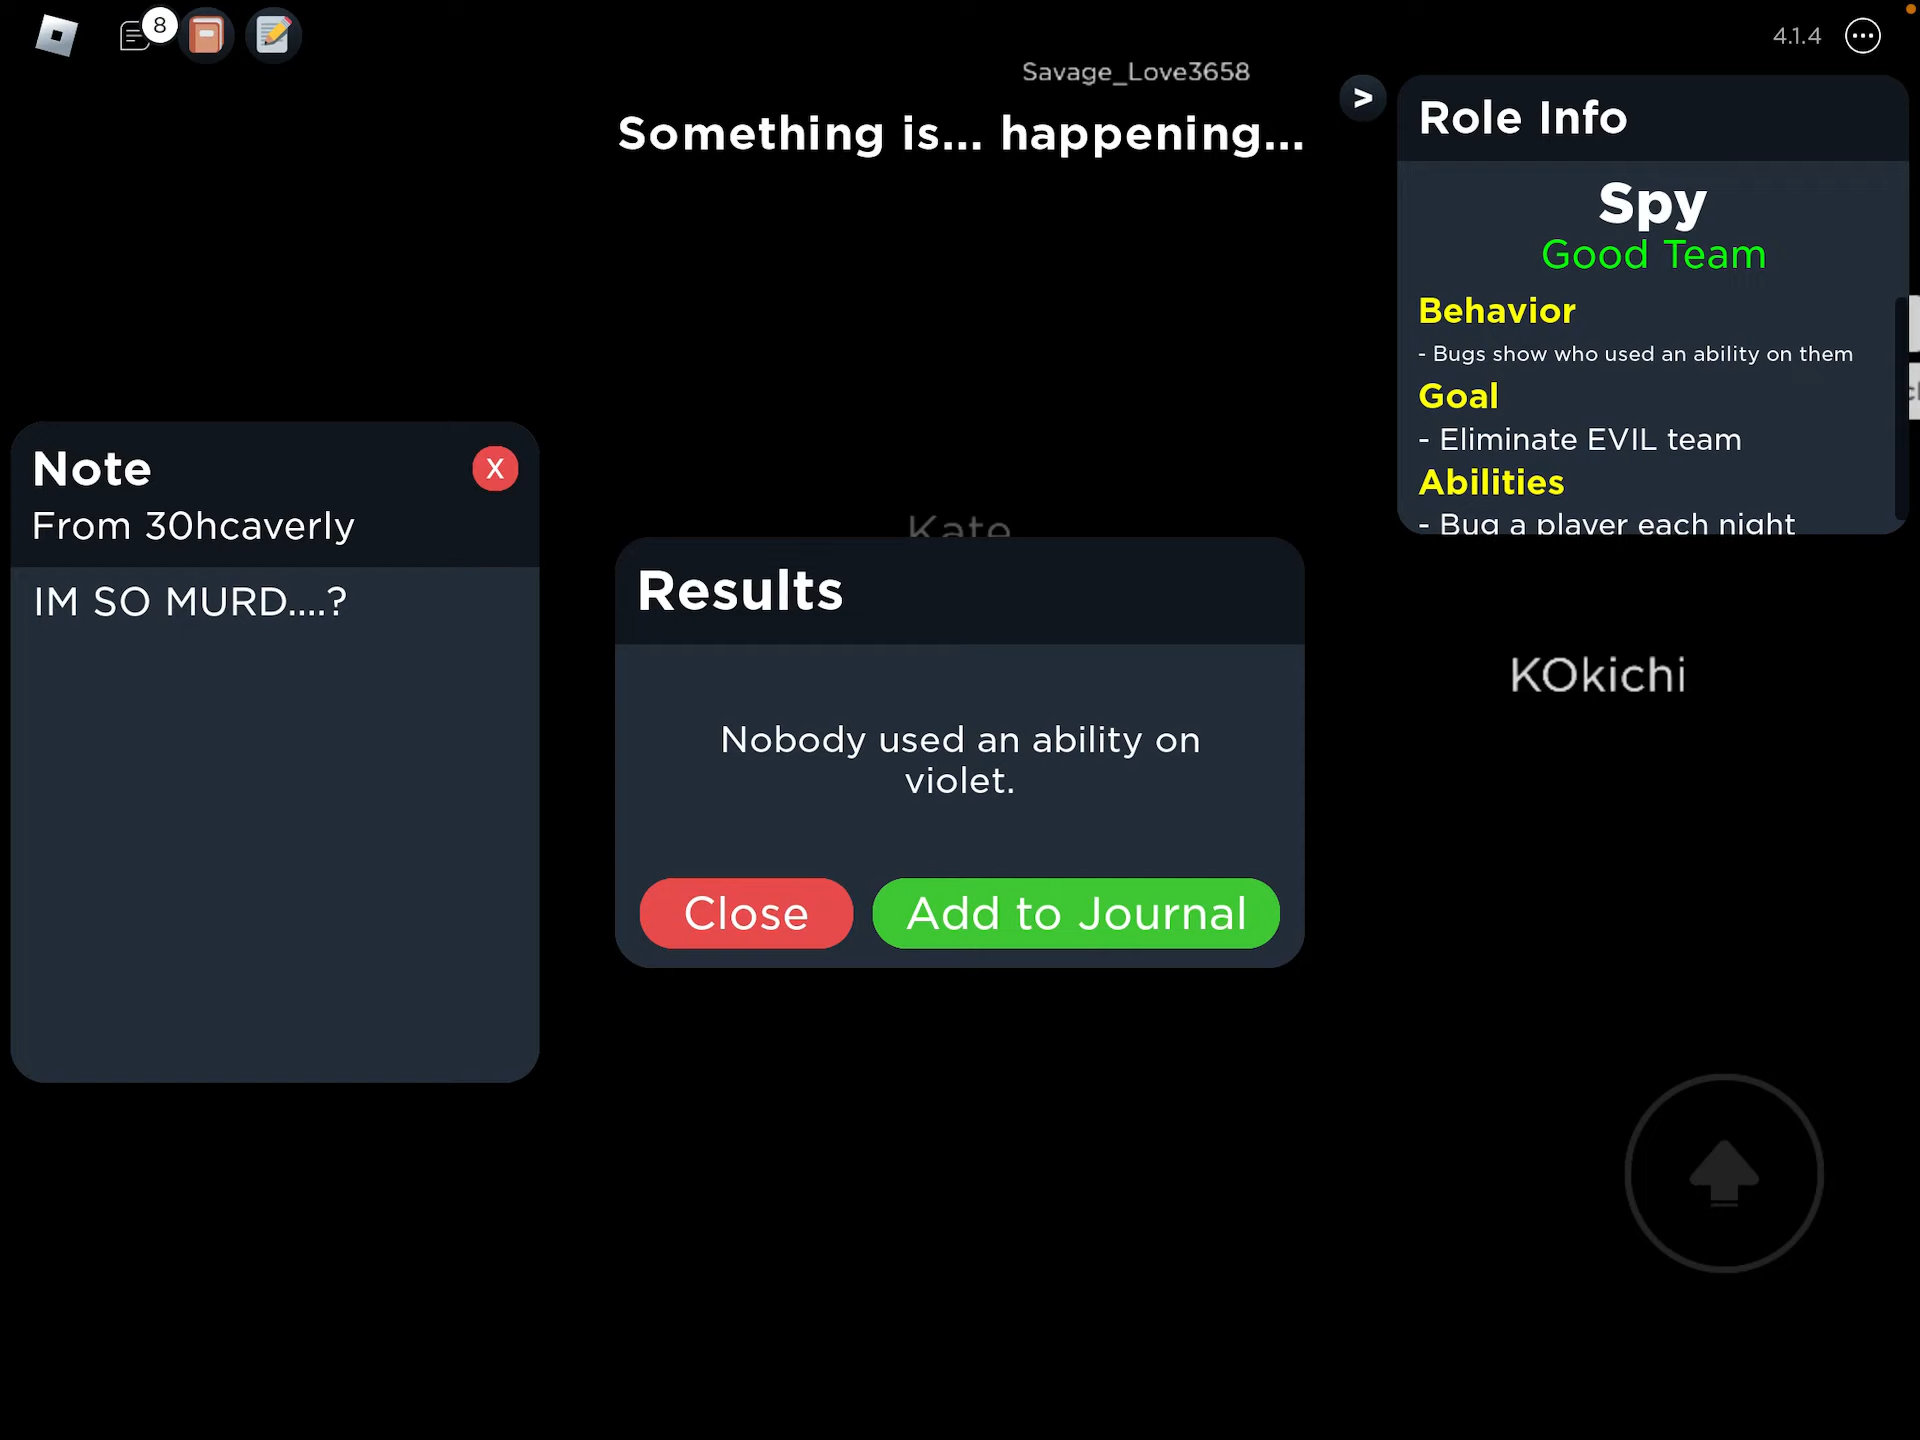 8
4.1.4
Savage_Love3658
Something is... happening...
>
Role Info
Spy
Good Team
Behavior
- Bugs show who used an ability on them
Goal
- Eliminate EVIL team
Abilities
- Bug a player each night
Note
X
From 30hcaverly
IM SO MURD....?
Kate
Results
Nobody used an ability on
violet.
Close
Add to Journal
KOkichi